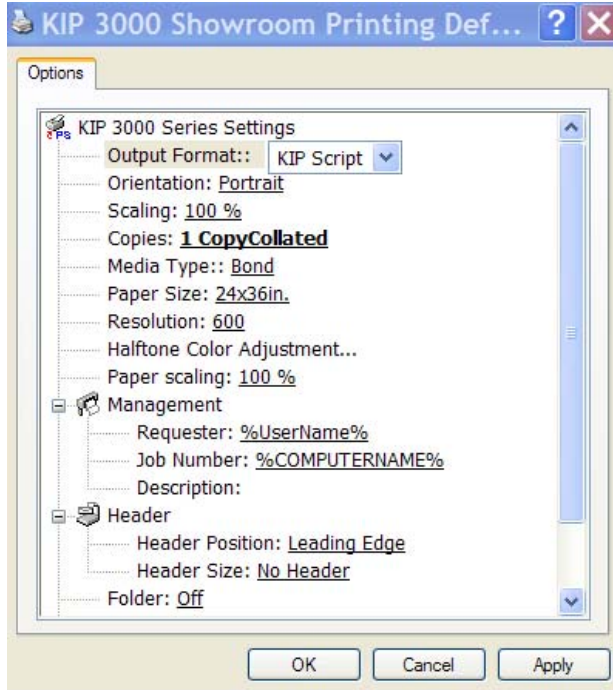 KIP 3000 Showroom Printing Def...
Options
KIP 3000 Series Settings
Output Format:: KIP Script
Orientation: Portrait
Scaling: 100 %
Copies: 1 CopyCollated
Media Type:: Bond
Paper Size: 24x36in.
Resolution: 600
Halftone Color Adjustment...
Paper scaling: 100 %
Management
Requester: %UserName%
Job Number: %COMPUTERNAME%
Description:
Header
Header Position: Leading Edge
Header Size: No Header
Folder: Off
OK Cancel Apply